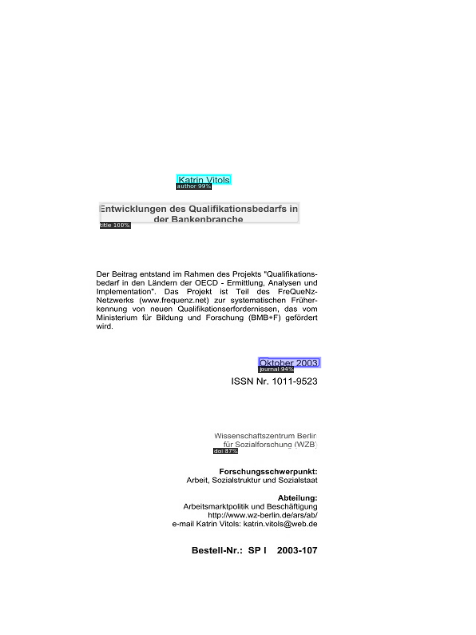 Katrin Vitols
author 99%
Entwicklungen des Qualifikationsbedarfs in
der Bankenbranche
title 100%
Der Beitrag entstand im Rahmen des Projekts "Qualifikations-
bedarf in den Ländern der OECD - Ermittlung, Analysen und
Implementation". Das Projekt ist Teil des FreQueNz-
Netzwerks (www.frequenz.net) zur systematischen Früher-
kennung von neuen Qualifikationserfordernissen, das vom
Ministerium für Bildung und Forschung (BMB+F) gefördert
wird.
Oktober 2003
journal 94%
ISSN Nr. 1011-9523
Wissenschaftszentrum Berlin
für Sozialforschung (WZB)
doi 87%
Forschungsschwerpunkt:
Arbeit, Sozialstruktur und Sozialstaat
Abteilung:
Arbeitsmarktpolitik und Beschäftigung
http://www.wz-berlin.de/ars/ab/
e-mail Katrin Vitols: katrin.vitols@web.de
Bestell-Nr.: SP I 2003-107